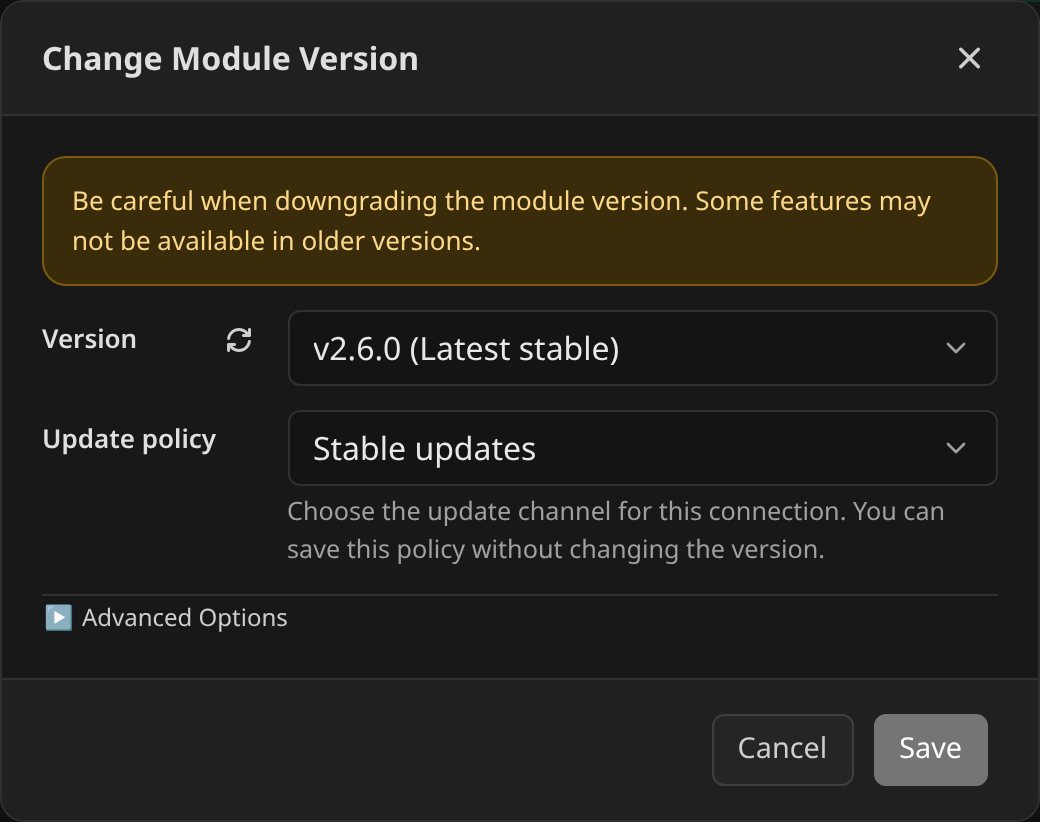 Change Module Version
Be careful when downgrading the module version. Some features may
not be available in older versions.
Version
v2.6.0 (Latest stable)
Update policy
Stable updates
Choose the update channel for this connection. You can
save this policy without changing the version.
Advanced Options
Cancel
Save